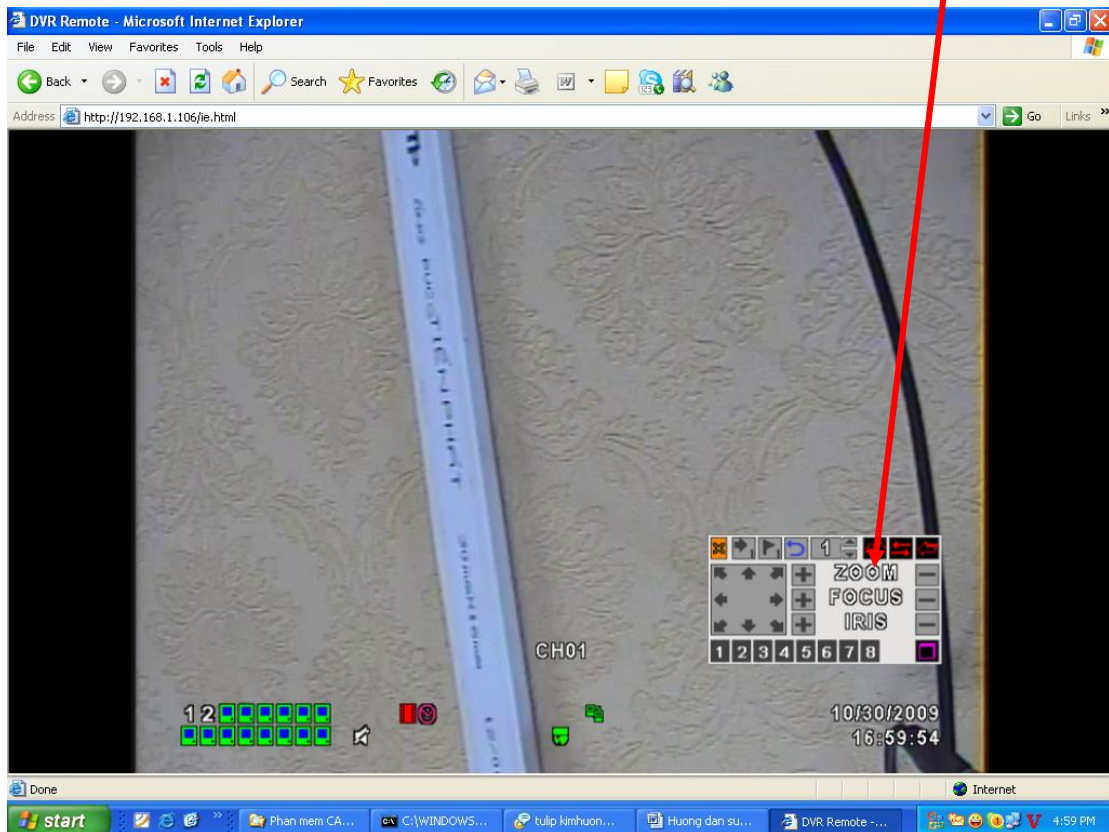 DVR Remote - Microsoft Internet Explorer
File Edit View Favorites Tools Help
Back Search Favorites
Address http://192.168.1.106/ie.html Go Links »
1
ZOOM
FOCUS
IRIS
CH01
1 2 3 4 5 6 7 8
12
10/30/2009
16:59:54
Done Internet
start » Phan mem CA... C:\WINDOWS... tulip kimhuon... Huong dan su... DVR Remote -... 4:59 PM